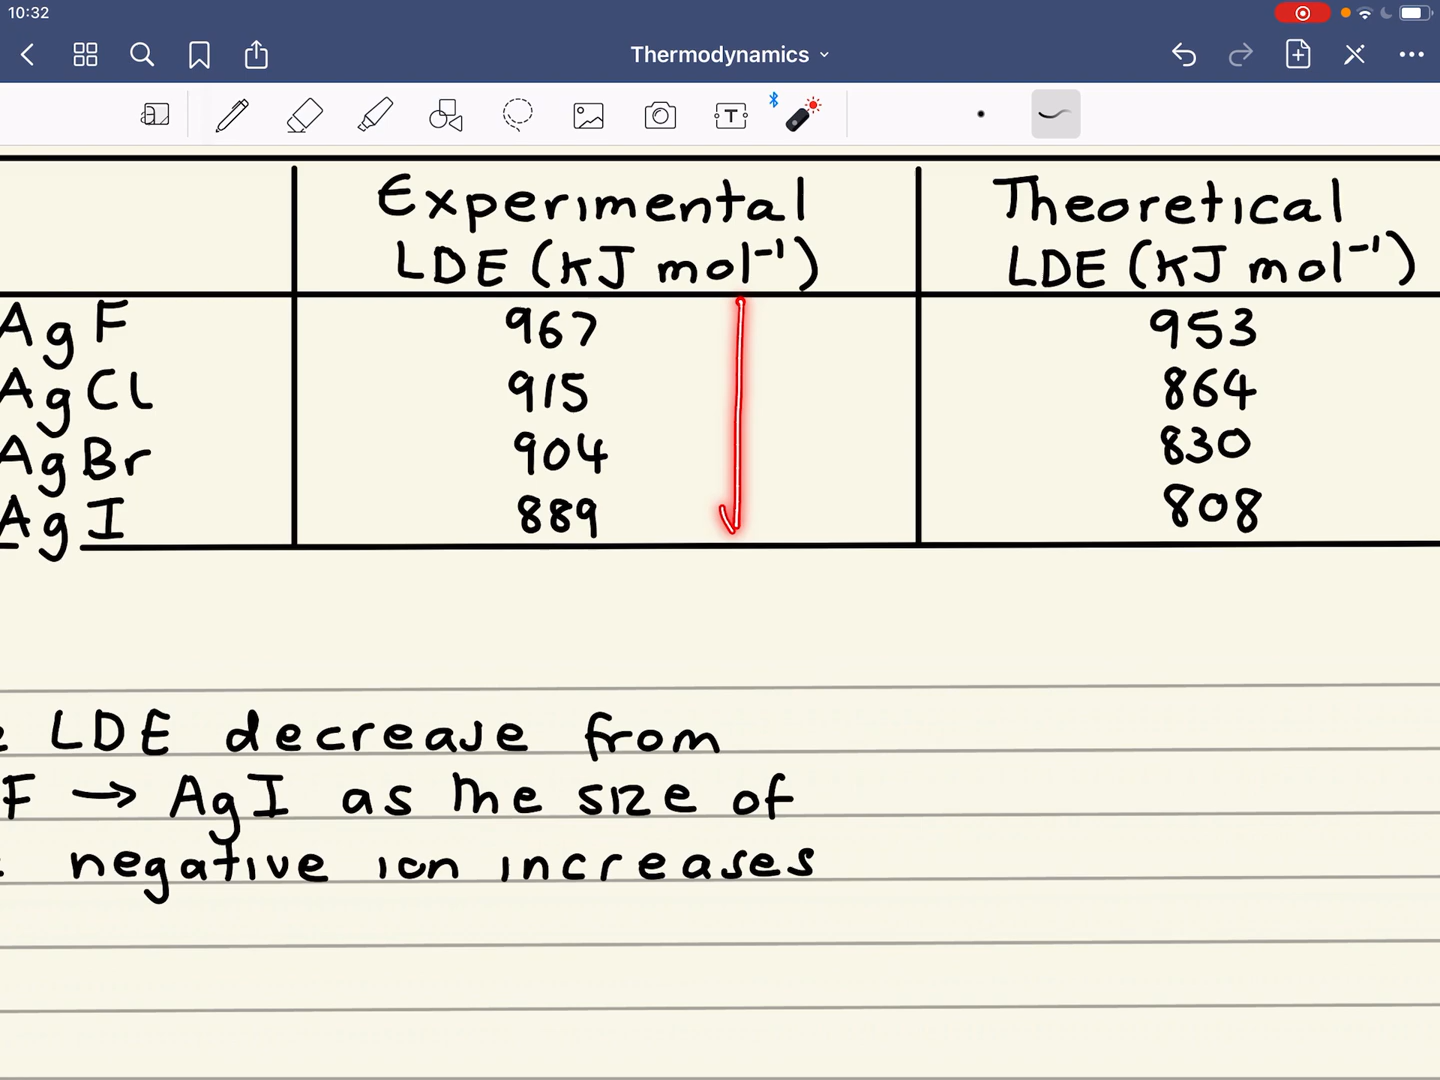 10:32
Thermodynamics
T
Experimental Theoretical
LDE (kJ mol⁻¹) LDE (kJ mol⁻¹)
AgF 967 953
AgCl 915 864
AgBr 904 830
AgI 889 808
LDE decrease from
F → AgI as the size of
negative ion increases